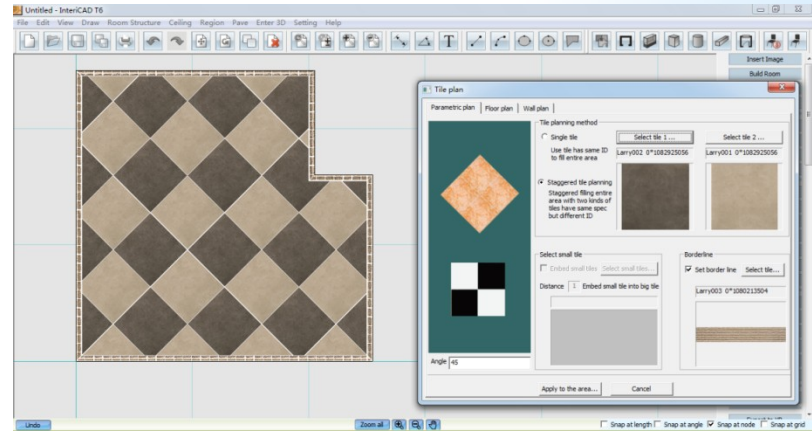 Untitled - InteriCAD T6
File Edit View Draw Room Structure Ceiling Region Pave Enter 3D Setting Help
T
Insert Image
Build Room
Tile plan
Parametric plan Floor plan Wall plan
Tile planning method
Single tile Select tile 1 ... Select tile 2 ...
Use tile has same ID
to fill entire area
Larry002 0*1082925056 Larry001 0*1082925056
Staggered tile planning
Staggered filling entire
area with two kinds of
tiles have same spec
but different ID
Select small tile Borderline
Embed small tiles Select small tiles... Set border line Select tile...
Distance 1 Embed small tile into big tile
Larry003 0*1080213504
Angle 45
Apply to the area... Cancel
Undo Zoom all Snap at length Snap at angle Snap at node Snap at grid